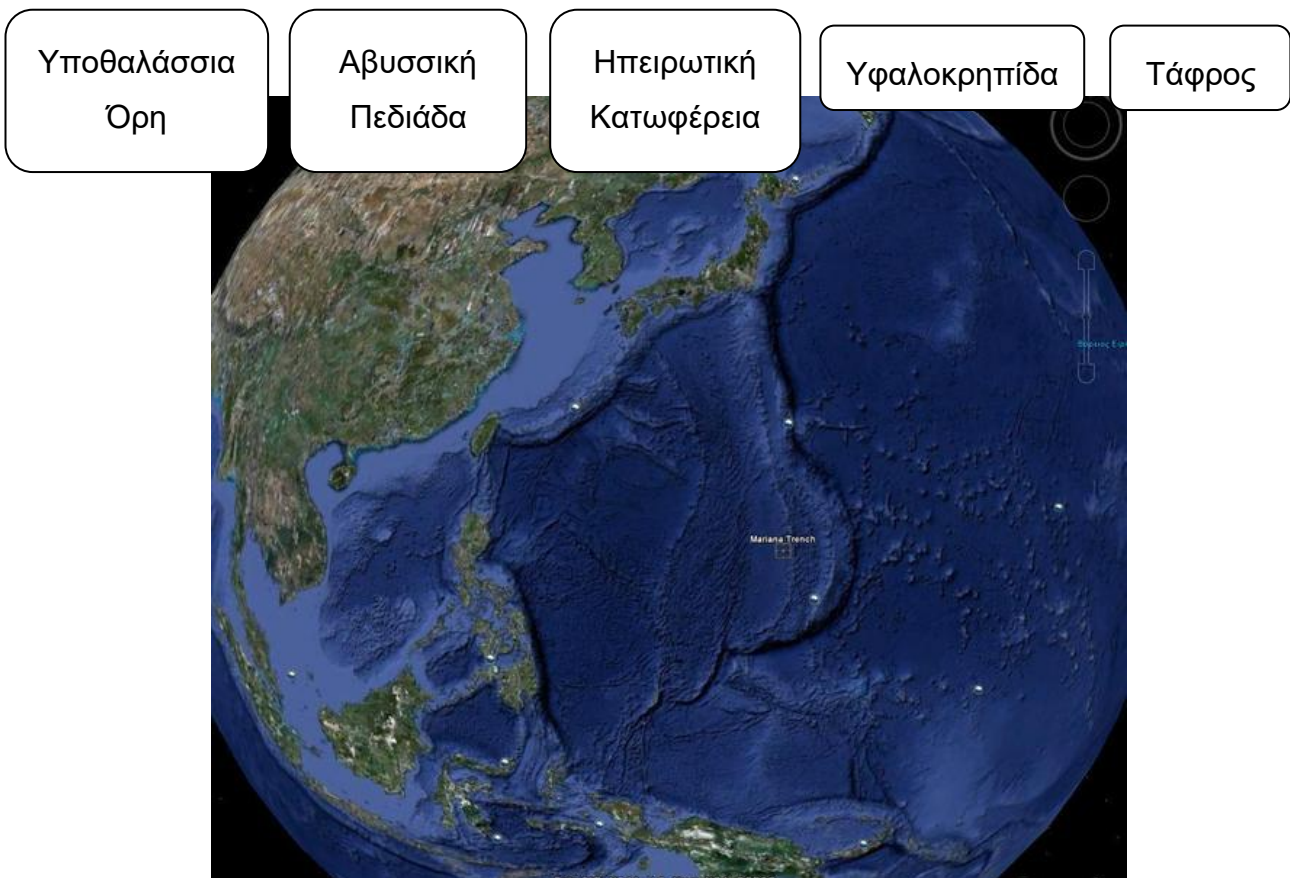 Υποθαλάσσια
Όρη
Αβυσσική
Πεδιάδα
Ηπειρωτική
Κατωφέρεια
Υφαλοκρηπίδα
Τάφρος
Mariana Trench